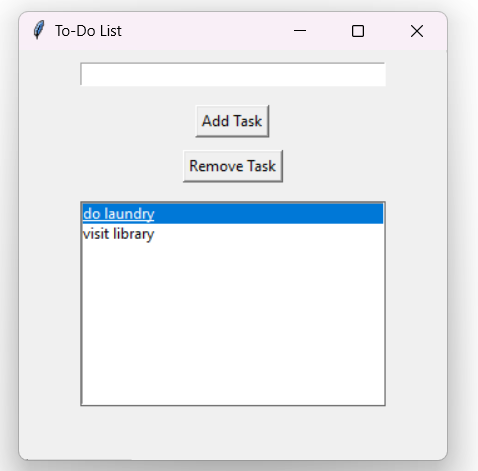 To-Do List
Add Task
Remove Task
do laundry
visit library